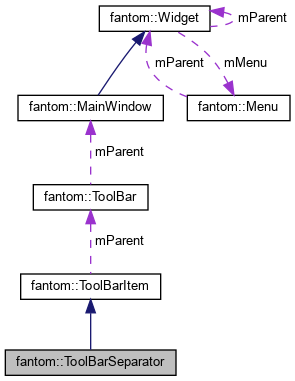 fantom::Widget
mParent
mParent
mMenu
fantom::MainWindow
fantom::Menu
mParent
fantom::ToolBar
mParent
fantom::ToolBarItem
fantom::ToolBarSeparator